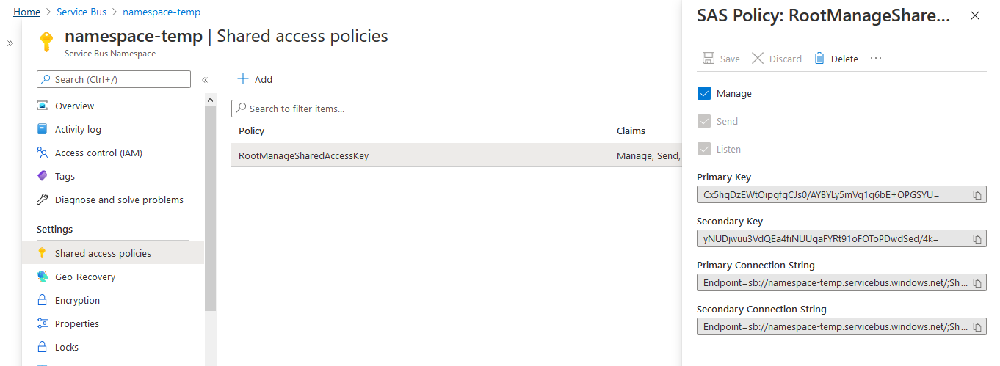 Home > Service Bus > namespace-temp
»
namespace-temp | Shared access policies
Service Bus Namespace
Search (Ctrl+/)
«
Overview
Activity log
Access control (IAM)
Tags
Diagnose and solve problems
Settings
Shared access policies
Geo-Recovery
Encryption
Properties
Locks
+ Add
Search to filter items...
Policy Claims
RootManageSharedAccessKey Manage, Send,
SAS Policy: RootManageShare...
Save Discard Delete ...
Manage
Send
Listen
Primary Key
Cx5hqDzEWtOipgfgCJs0/AYBYLy5mVq1q6bE+OPGSYU=
Secondary Key
yNUDjwuu3VdQEa4fiNUUqaFYRt91oFOToPDwdSed/4k=
Primary Connection String
Endpoint=sb://namespace-temp.servicebus.windows.net/;Sh...
Secondary Connection String
Endpoint=sb://namespace-temp.servicebus.windows.net/;Sh...